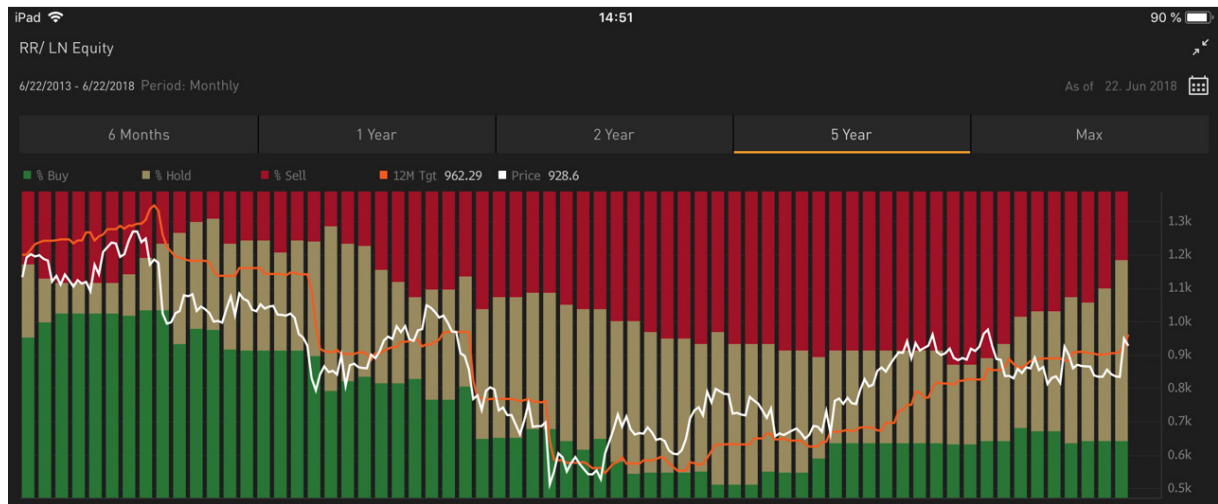 iPad 14:51 90 %
RR/ LN Equity
6/22/2013 - 6/22/2018 Period: Monthly As of 22. Jun 2018
6 Months 1 Year 2 Year 5 Year Max
% Buy % Hold % Sell 12M Tgt 962.29 Price 928.6
1.3k
1.2k
1.1k
1.0k
0.9k
0.8k
0.7k
0.6k
0.5k